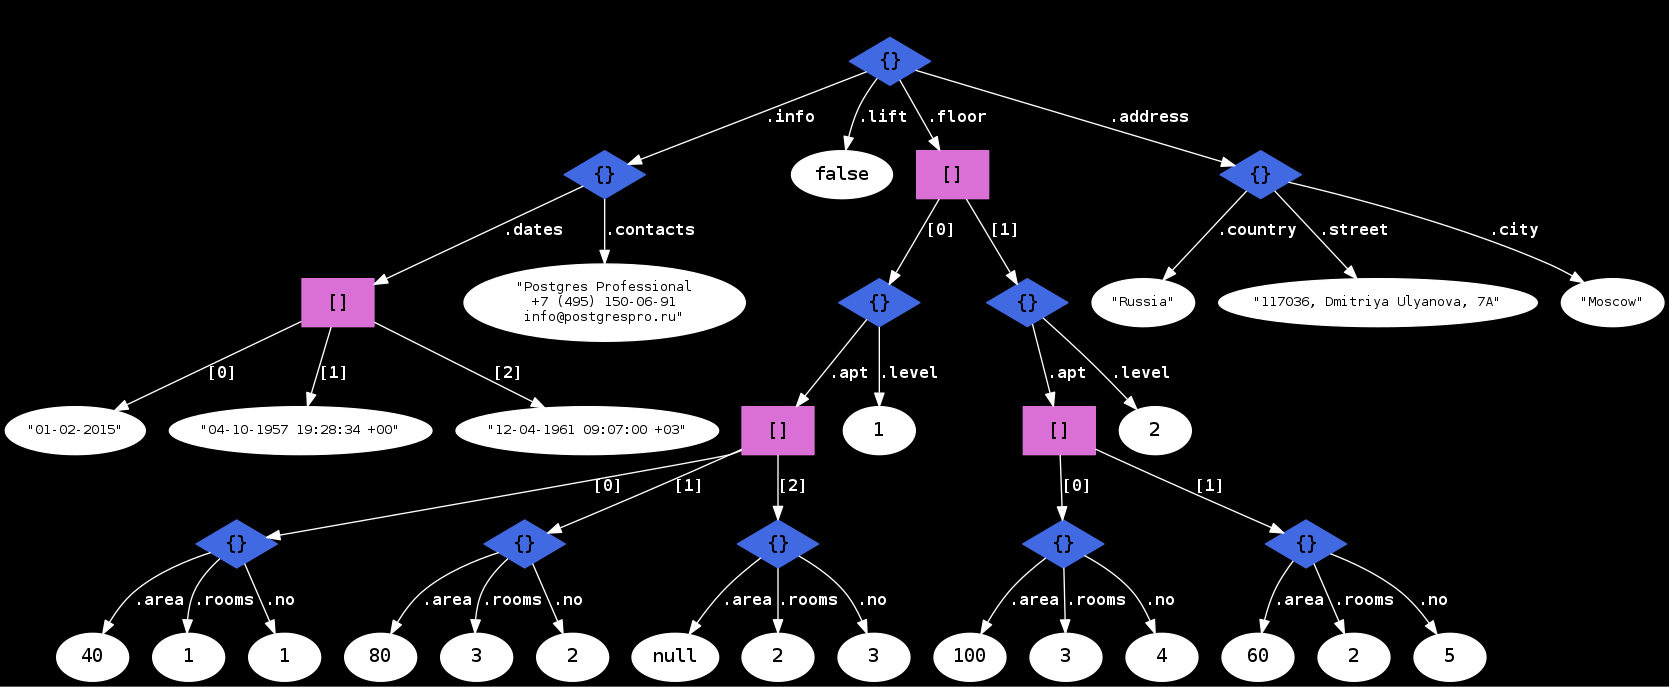 {}
.info
.lift
.floor
.address
{}
false
[]
{}
.dates
.contacts
[0]
[1]
.country
.street
.city
[]
"Postgres Professional
+7 (495) 150-06-91
info@postgrespro.ru"
{}
{}
"Russia"
"117036, Dmitriya Ulyanova, 7A"
"Moscow"
[0]
[1]
[2]
.apt
.level
.apt
.level
"01-02-2015"
"04-10-1957 19:28:34 +00"
"12-04-1961 09:07:00 +03"
[]
1
[]
2
[0]
[1]
[2]
[0]
[1]
{}
{}
{}
{}
{}
.area
.rooms
.no
.area
.rooms
.no
.area
.rooms
.no
.area
.rooms
.no
.area
.rooms
.no
40
1
1
80
3
2
null
2
3
100
3
4
60
2
5